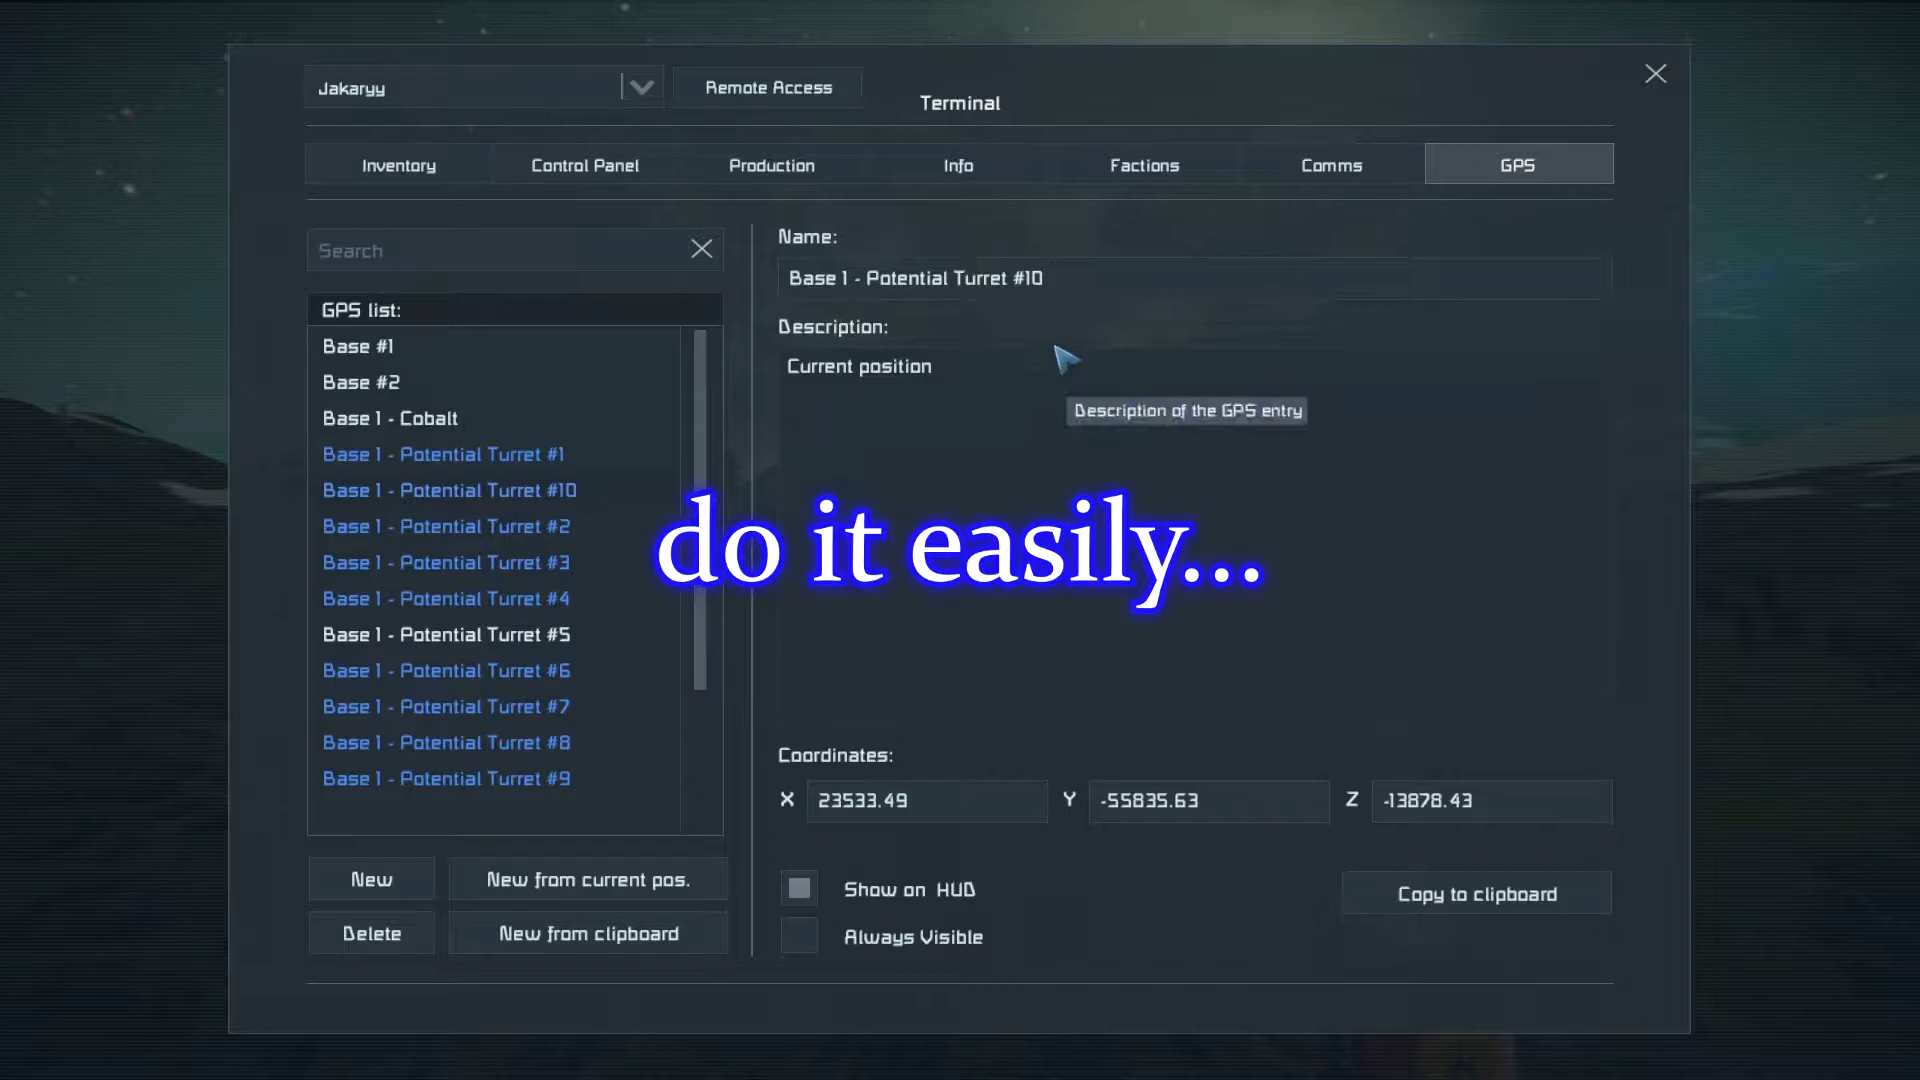 Jakaryy
Remote Access
Terminal
Inventory
Control Panel
Production
Info
Factions
Comms
GPS
Search
GPS list:
Base #1
Base #2
Base 1 - Cobalt
Base 1 - Potential Turret #1
Base 1 - Potential Turret #10
Base 1 - Potential Turret #2
Base 1 - Potential Turret #3
Base 1 - Potential Turret #4
Base 1 - Potential Turret #5
Base 1 - Potential Turret #6
Base 1 - Potential Turret #7
Base 1 - Potential Turret #8
Base 1 - Potential Turret #9
New
New from current pos.
Delete
New from clipboard
Name:
Base 1 - Potential Turret #10
Description:
Current position
Description of the GPS entry
do it easily...
Coordinates:
X 23533.49 Y -55835.63 Z -13878.43
Show on HUD
Copy to clipboard
Always Visible